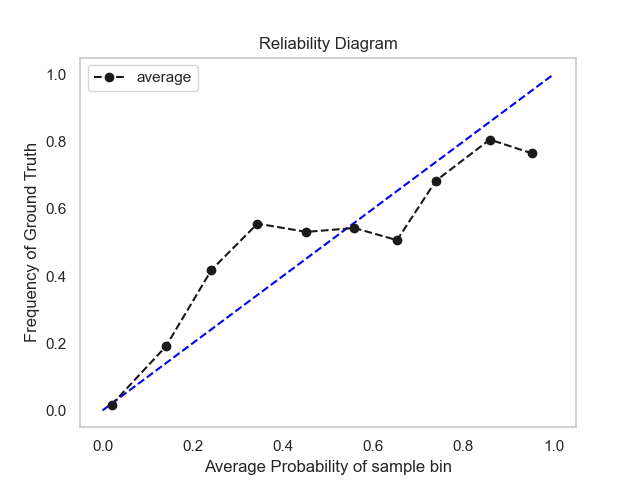 Reliability Diagram
average
Frequency of Ground Truth
1.0
0.8
0.6
0.4
0.2
0.0
0.0 0.2 0.4 0.6 0.8 1.0
Average Probability of sample bin